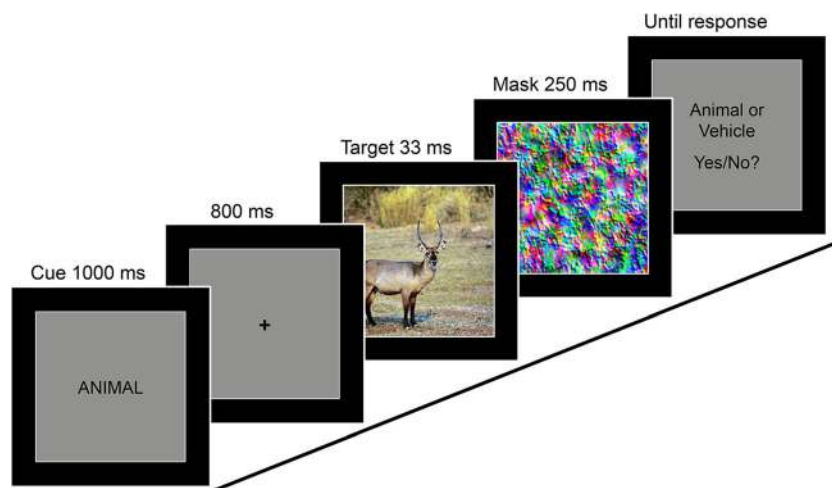 Cue 1000 ms
ANIMAL
800 ms
+
Target 33 ms
Mask 250 ms
Until response
Animal or
Vehicle
Yes/No?